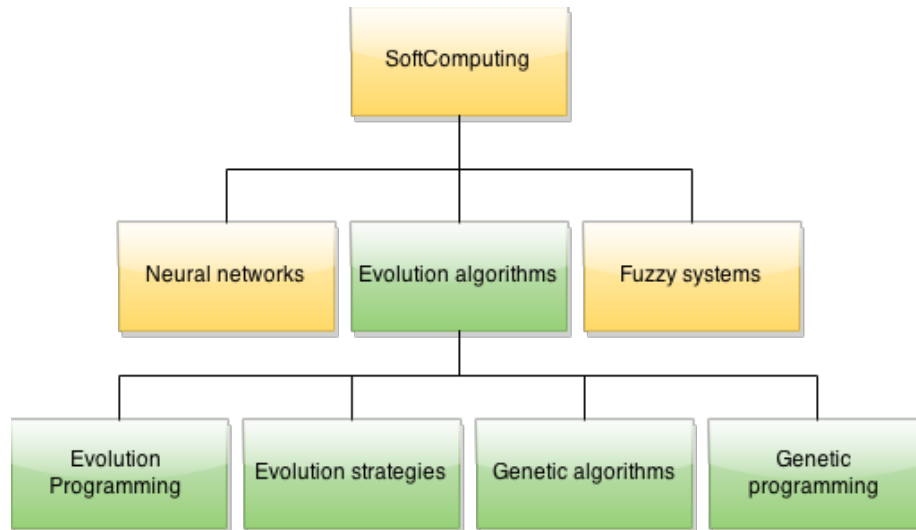 SoftComputing
Neural networks
Evolution algorithms
Fuzzy systems
Evolution
Programming
Evolution strategies
Genetic algorithms
Genetic
programming